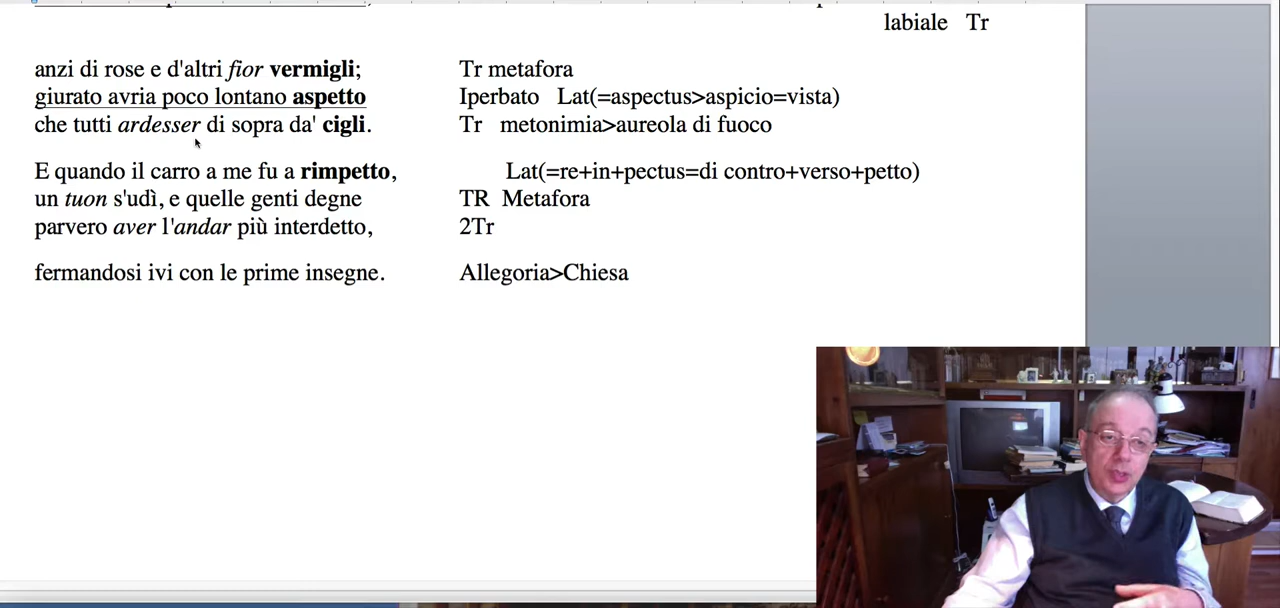 labiale Tr
anzi di rose e d'altri fior vermigli; Tr metafora
giurato avria poco lontano aspetto Iperbato Lat(=aspectus>aspicio=vista)
che tutti ardesser di sopra da' cigli. Tr metonimia>aureola di fuoco
E quando il carro a me fu a rimpetto, Lat(=re+in+pectus=di contro+verso+petto)
un tuon s'udì, e quelle genti degne TR Metafora
parvero aver l'andar più interdetto, 2Tr
fermandosi ivi con le prime insegne. Allegoria>Chiesa